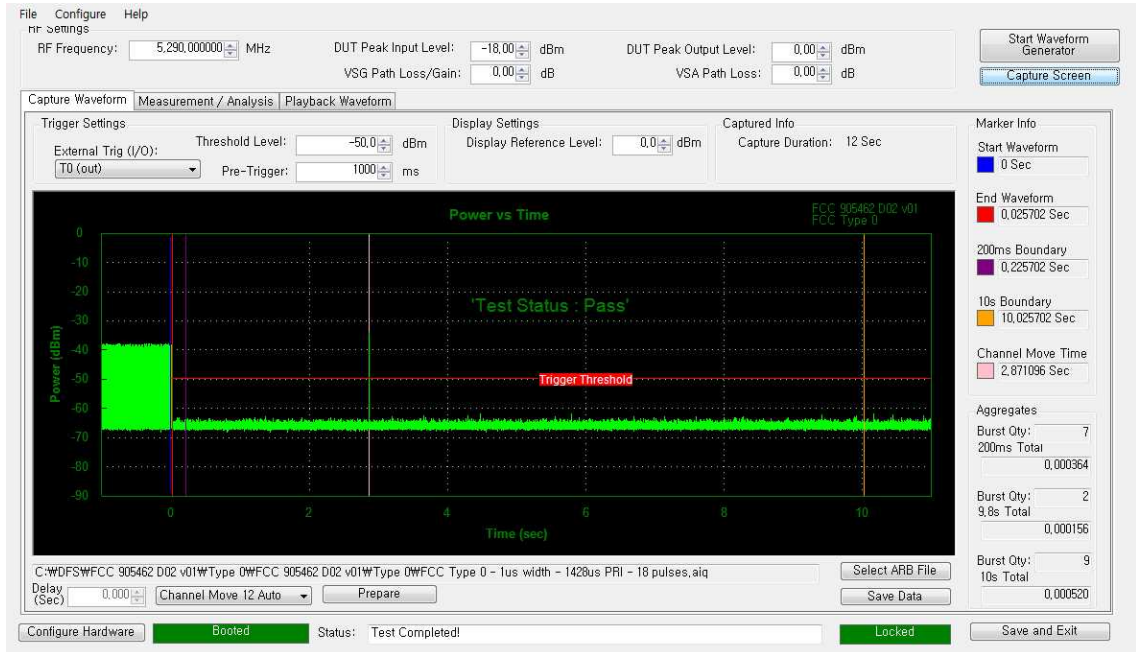 File Configure Help
RF Settings
RF Frequency: 5,290,000000 MHz DUT Peak Input Level: -18,00 dBm DUT Peak Output Level: 0,00 dBm
VSG Path Loss/Gain: 0,00 dB VSA Path Loss: 0,00 dB
Start Waveform
Generator
Capture Screen
Capture Waveform Measurement / Analysis Playback Waveform
Trigger Settings
External Trig (I/O):
T0 (out)
Threshold Level: -50,0 dBm
Pre-Trigger: 1000 ms
Display Settings
Display Reference Level: 0,0 dBm
Captured Info
Capture Duration: 12 Sec
Power vs Time
FCC 905462 D02 v01
FCC Type 0
'Test Status : Pass'
Trigger Threshold
Power (dBm)
0
-10
-20
-30
-40
-50
-60
-70
-80
-90
0 2 4 6 8 10
Time (sec)
Marker Info
Start Waveform
0 Sec
End Waveform
0,025702 Sec
200ms Boundary
0,225702 Sec
10s Boundary
10,025702 Sec
Channel Move Time
2,871096 Sec
Aggregates
Burst Qty: 7
200ms Total
0,000364
Burst Qty: 2
9,8s Total
0,000156
Burst Qty: 9
10s Total
0,000520
C:₩DFS₩FCC 905462 D02 v01₩Type 0₩FCC 905462 D02 v01₩Type 0₩FCC Type 0 - 1us width - 1428us PRI - 18 pulses,aiq
Select ARB File
Delay
(Sec) 0,000 Channel Move 12 Auto Prepare Save Data
Configure Hardware Booted Status: Test Completed! Locked Save and Exit